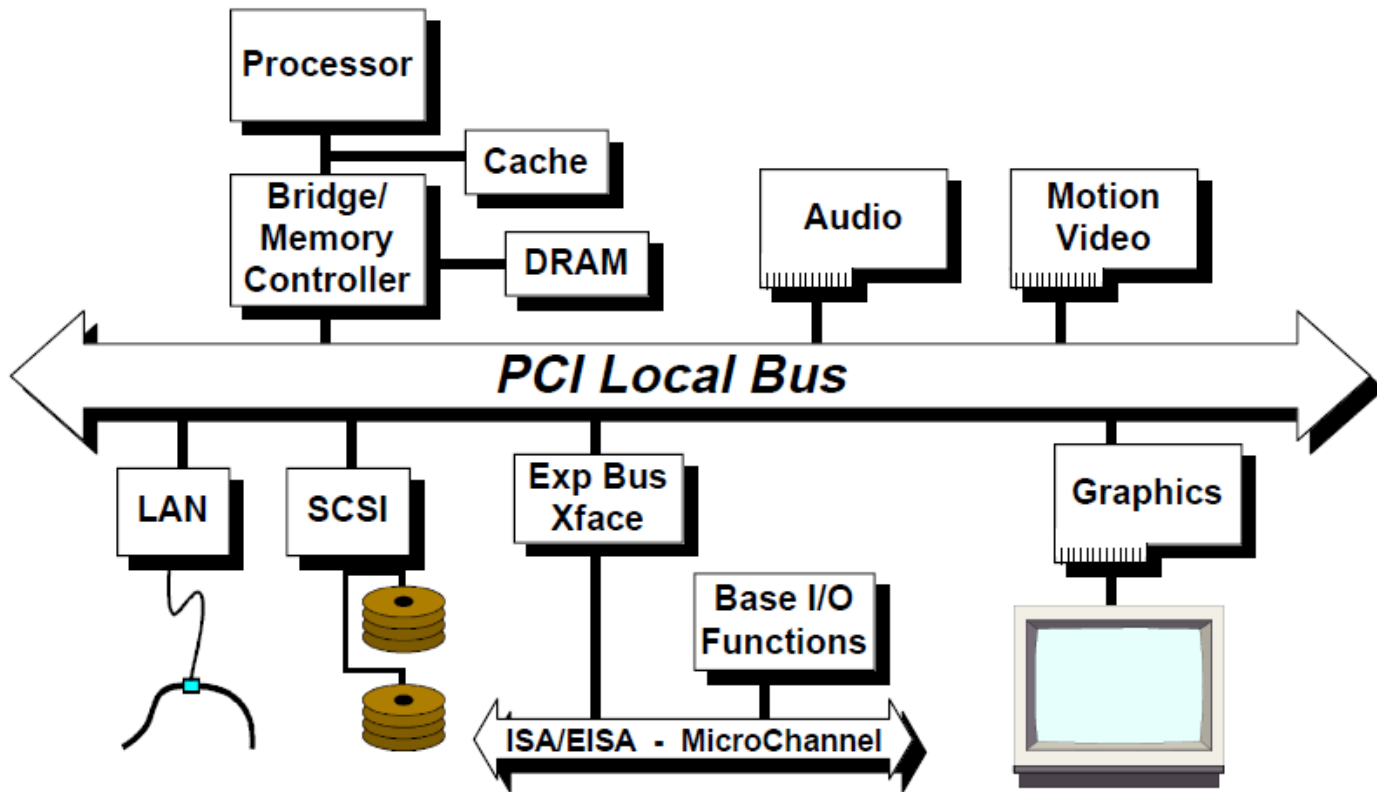 Processor
Cache
Bridge/
Memory
Controller
DRAM
Audio
Motion
Video
PCI Local Bus
LAN
SCSI
Exp Bus
Xface
Graphics
Base I/O
Functions
ISA/EISA - MicroChannel